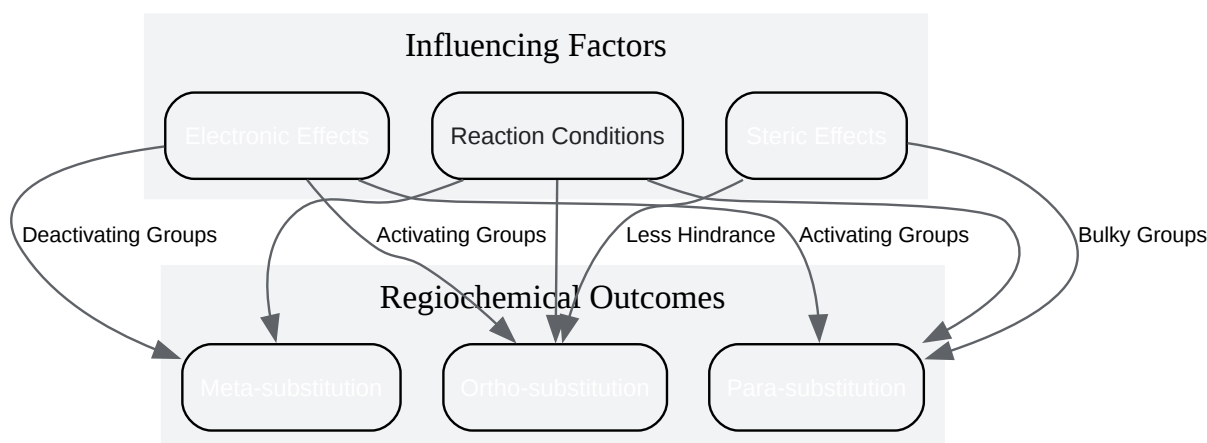 Influencing Factors
Electronic Effects
Reaction Conditions
Steric Effects
Deactivating Groups
Activating Groups
Less Hindrance
Activating Groups
Bulky Groups
Regiochemical Outcomes
Meta-substitution
Ortho-substitution
Para-substitution